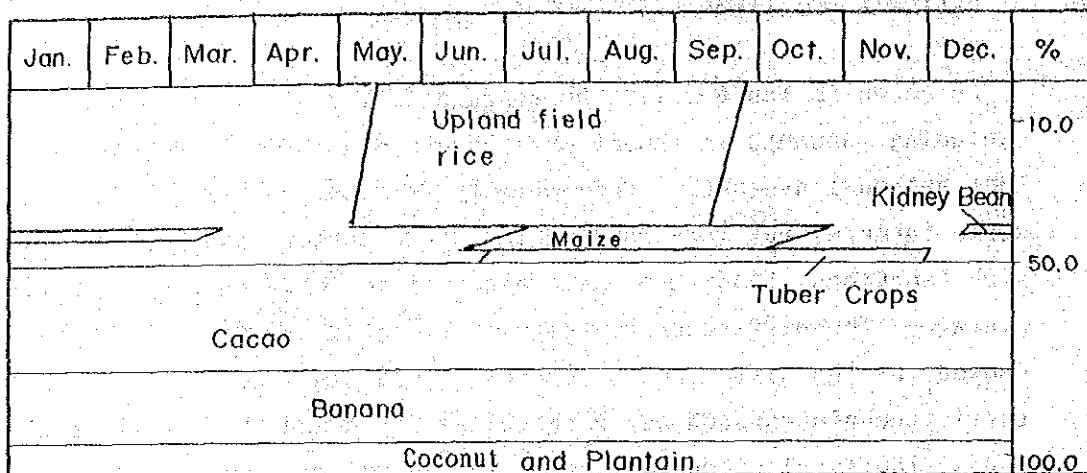 Jan. Feb. Mar. Apr. May. Jun. Jul. Aug. Sep. Oct. Nov. Dec. %
Upland field
rice
10.0
Kidney Bean
Maize
50.0
Tuber Crops
Cacao
Banana
Coconut and Plantain
100.0